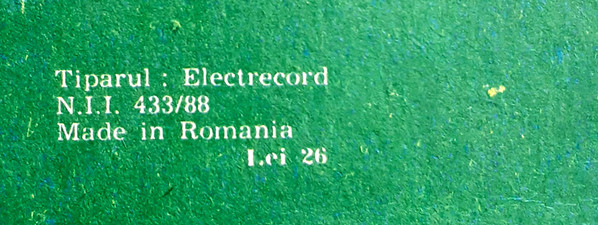 Tiparul : Electrecord
N.I.I. 433/88
Made in Romania
Lei 26